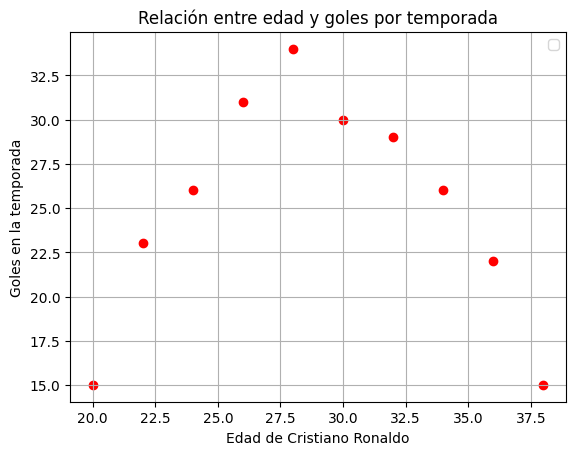 Relación entre edad y goles por temporada
Goles en la temporada
32.5
30.0
27.5
25.0
22.5
20.0
17.5
15.0
20.0 22.5 25.0 27.5 30.0 32.5 35.0 37.5
Edad de Cristiano Ronaldo